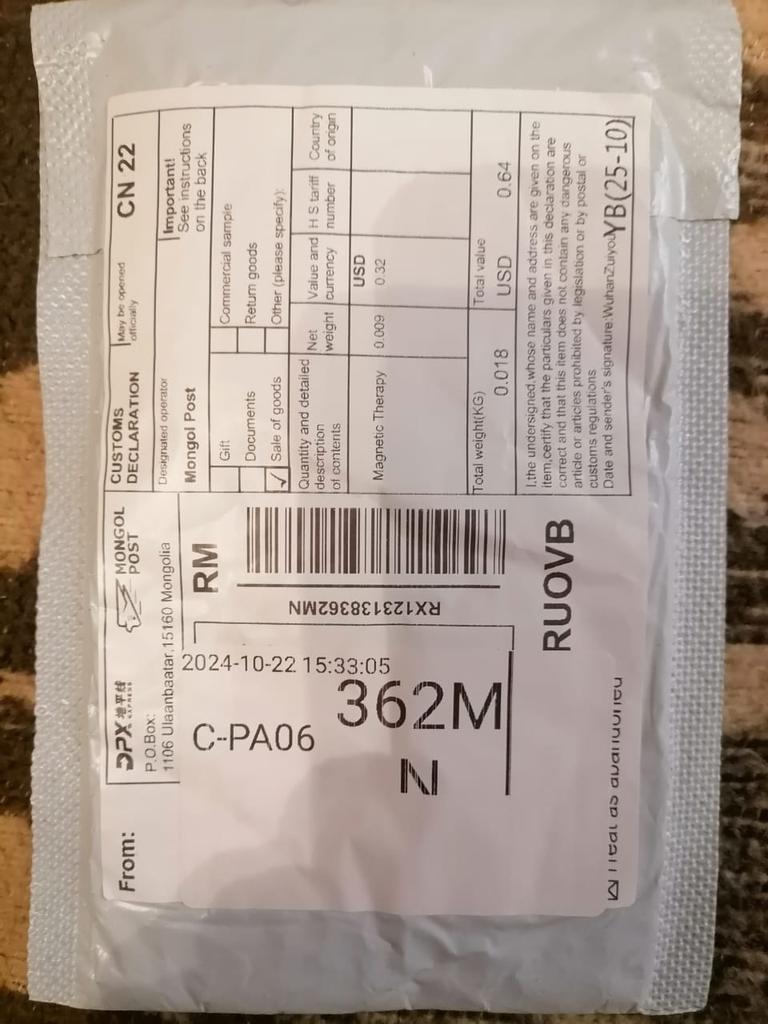 From:
DPX 地平线
EXPRESS
MONGOL
POST
P.O.Box:
1106 Ulaanbaatar,15160 Mongolia
CUSTOMS
DECLARATION
May be opened
officially
CN 22
Designated operator
Mongol Post
Important!
See instructions
on the back
Gift
Commercial sample
Documents
Return goods
✓ Sale of goods
Other (please specify):
Quantity and detailed
description
of contents
Net
weight
Value and
currency
H S tariff
number
Country
of origin
USD
Magnetic Therapy 0.009 0.32
Total weight(KG)
0.018
Total value
USD 0.64
I,the undersigned,whose name and address are given on the
item,certify that the particulars given in this declaration are
correct and that this item does not contain any dangerous
article or articles prohibited by legislation or by postal or
customs regulations
Date and sender's signature:WuhanZuiyou
YB(25-10)
RM
RX123138362MN
RUOVB
2024-10-22 15:33:05
C-PA06
362M
N
Treat as abandoned